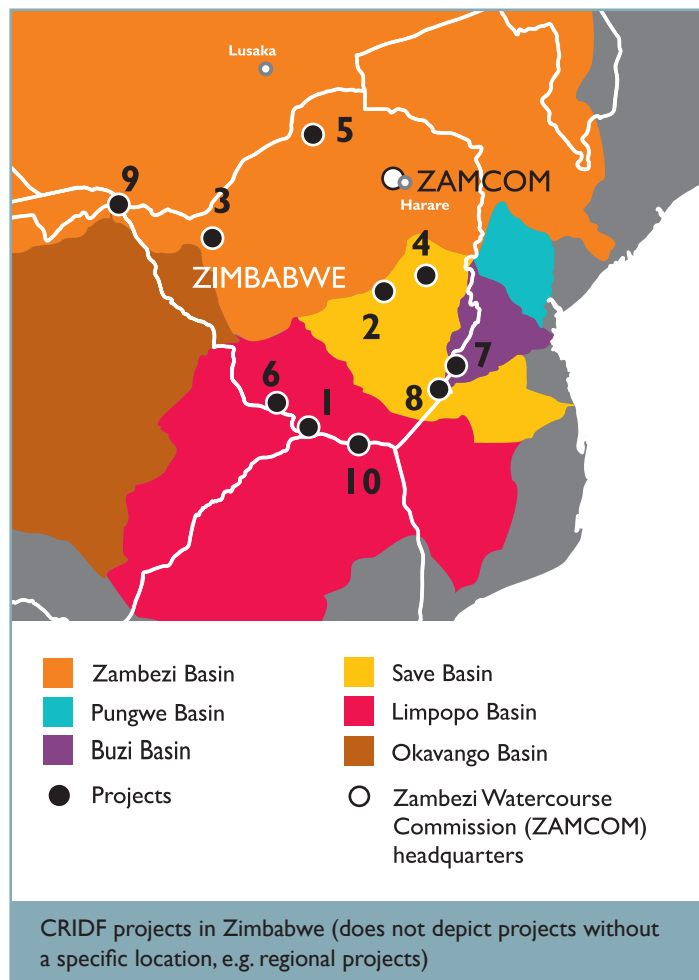 Lusaka
5
ZAMCOM
Harare
9
3
4
ZIMBABWE
2
7
6
8
1
10
Zambezi Basin
Pungwe Basin
Buzi Basin
Projects
Save Basin
Limpopo Basin
Okavango Basin
Zambezi Watercourse
Commission (ZAMCOM)
headquarters
CRIDF projects in Zimbabwe (does not depict projects without
a specific location, e.g. regional projects)